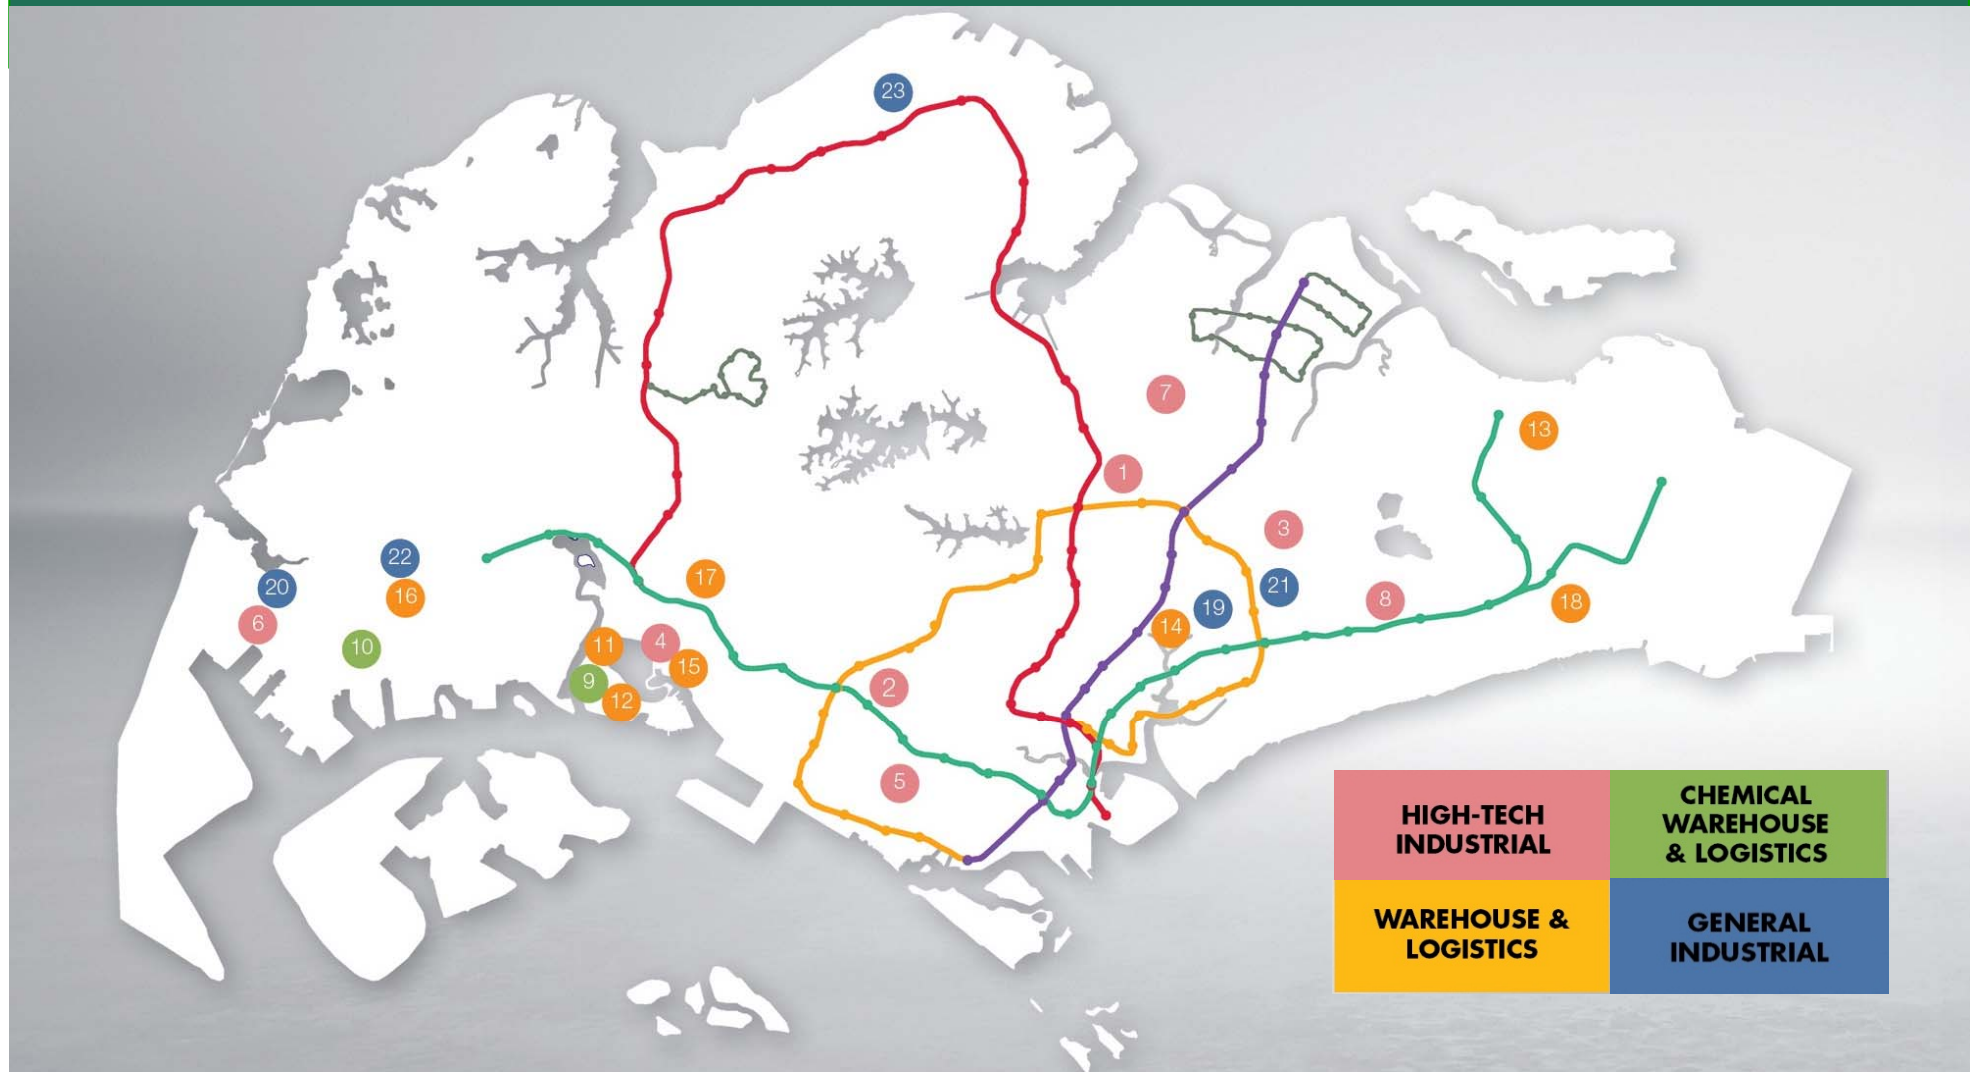 23
7
13
1
3
22
17
20
16
21
8
18
19
6
14
11
4
10
15
9
2
12
5
HIGH-TECH
INDUSTRIAL
CHEMICAL
WAREHOUSE
& LOGISTICS
WAREHOUSE &
LOGISTICS
GENERAL
INDUSTRIAL